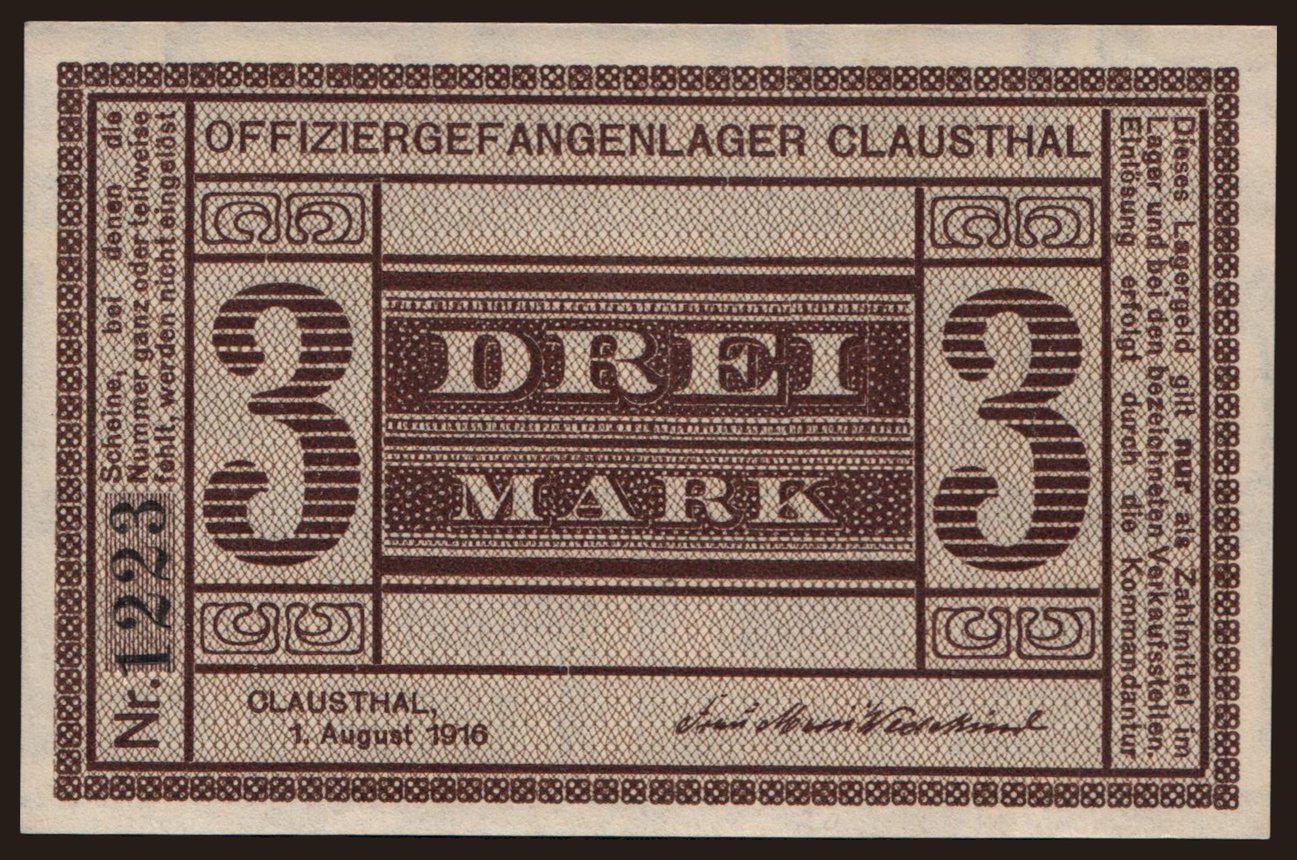 OFFIZIERGEFANGENLAGER CLAUSTHAL
Scheine, bei denen die
Nummer ganz oder teilweise
fehlt, werden nicht eingelöst
Nr. 1223
3
DREI
MARK
3
CLAUSTHAL,
1. August 1916
Dieses Lagergeld gilt nur als Zahlmittel im
Lager und bei den bezeichneten Verkaufsstellen.
Einlösung erfolgt durch die Kommandantur